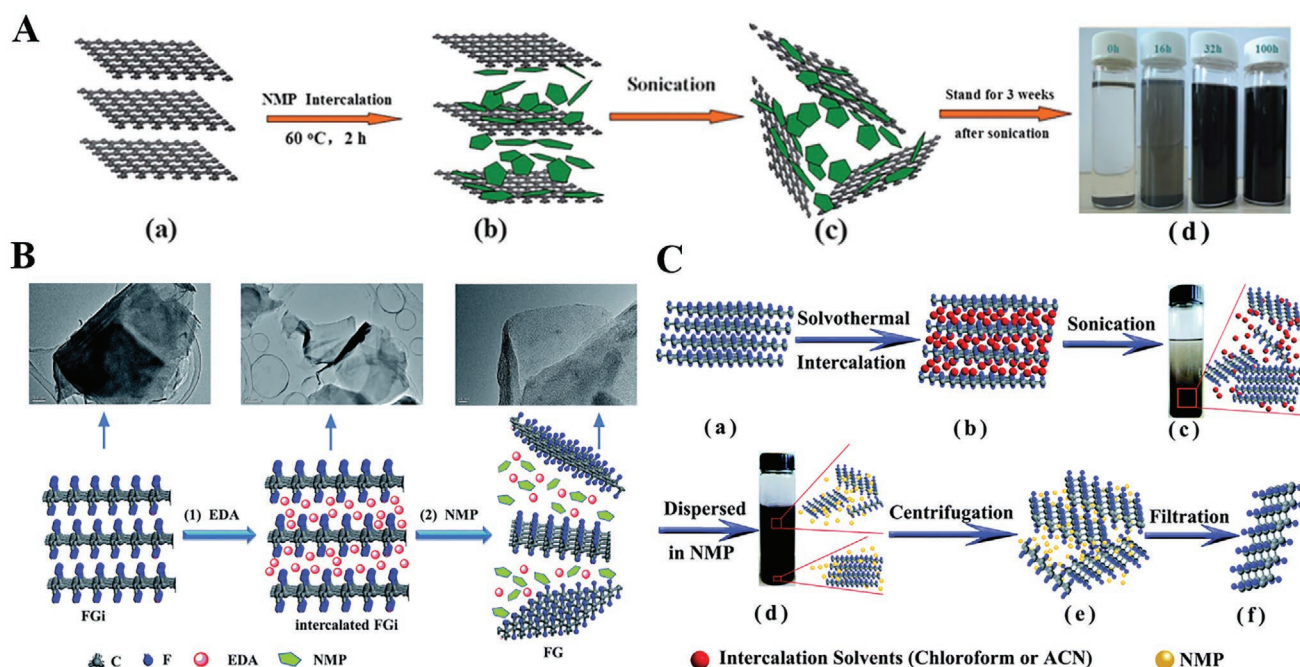 A
NMP Intercalation
60 °C, 2 h
Sonication
Stand for 3 weeks
after sonication
0h 16h 32h 100h
(a)
(b)
(c)
(d)
B
(1) EDA
(2) NMP
FGi
intercalated FGi
FG
C F EDA NMP
C
Solvothermal
Intercalation
Sonication
(a)
(b)
(c)
Dispersed
in NMP
Centrifugation
Filtration
(d)
(e)
(f)
Intercalation Solvents (Chloroform or ACN) NMP